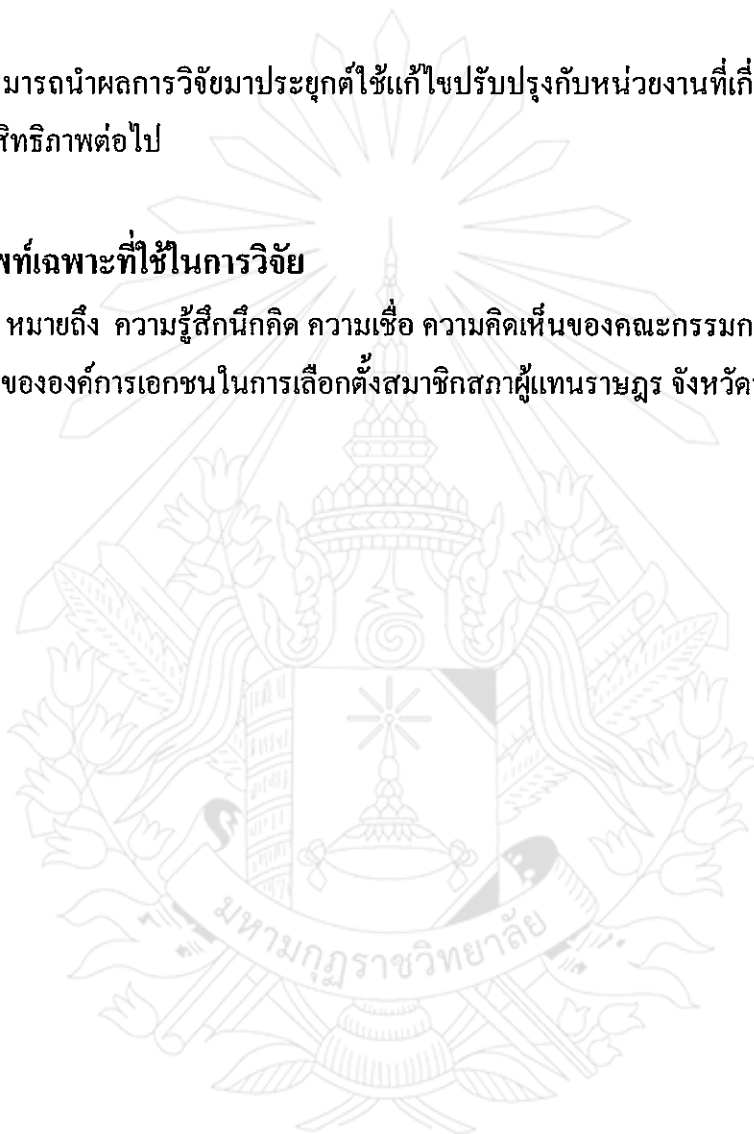 มารถนำผลการวิจัยมาประยุกต์ใช้แก้ไขปรับปรุงกับหน่วยงานที่เกี่
สิทธิภาพต่อไป
พท์เฉพาะที่ใช้ในการวิจัย
หมายถึง ความรู้สึกนึกคิด ความเชื่อ ความคิดเห็นของคณะกรรมก
ขององค์การเอกชนในการเลือกตั้งสมาชิกสภาผู้แทนราษฎร จังหวัด
มหามกุฏราชวิทยาลัย